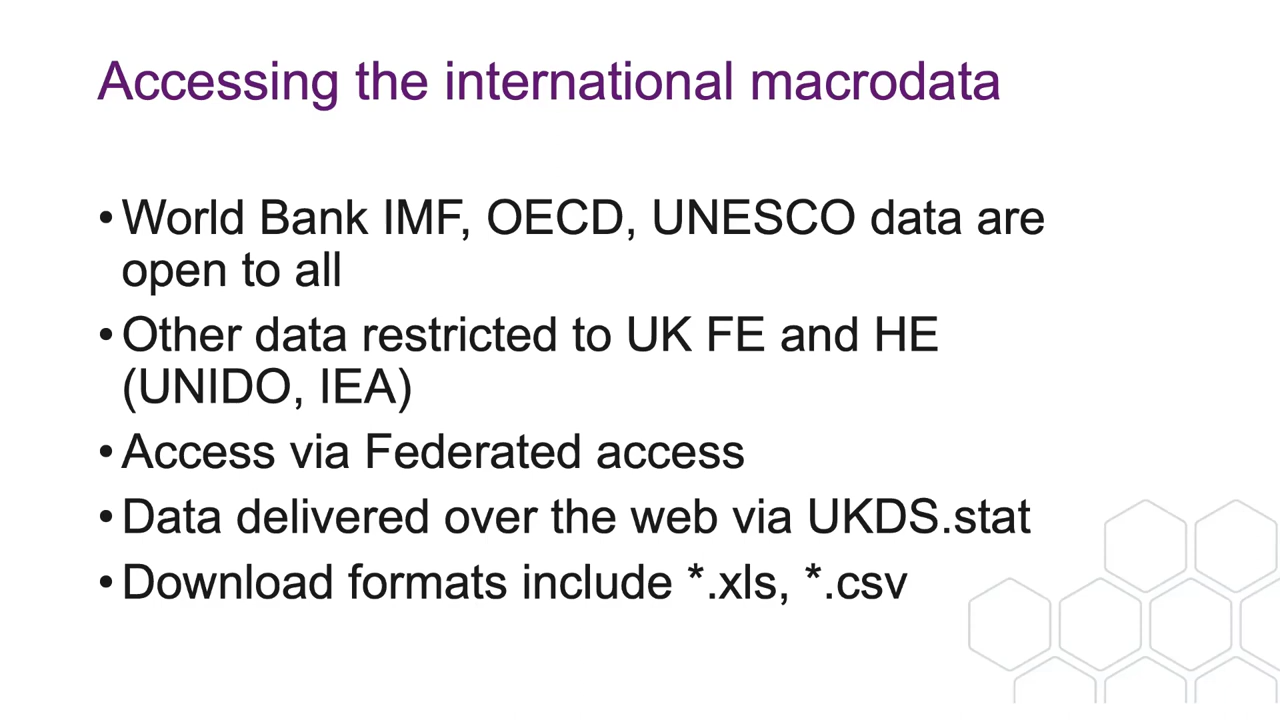 Accessing the international macrodata
• World Bank IMF, OECD, UNESCO data are
open to all
• Other data restricted to UK FE and HE
(UNIDO, IEA)
• Access via Federated access
• Data delivered over the web via UKDS.stat
• Download formats include *.xls, *.csv